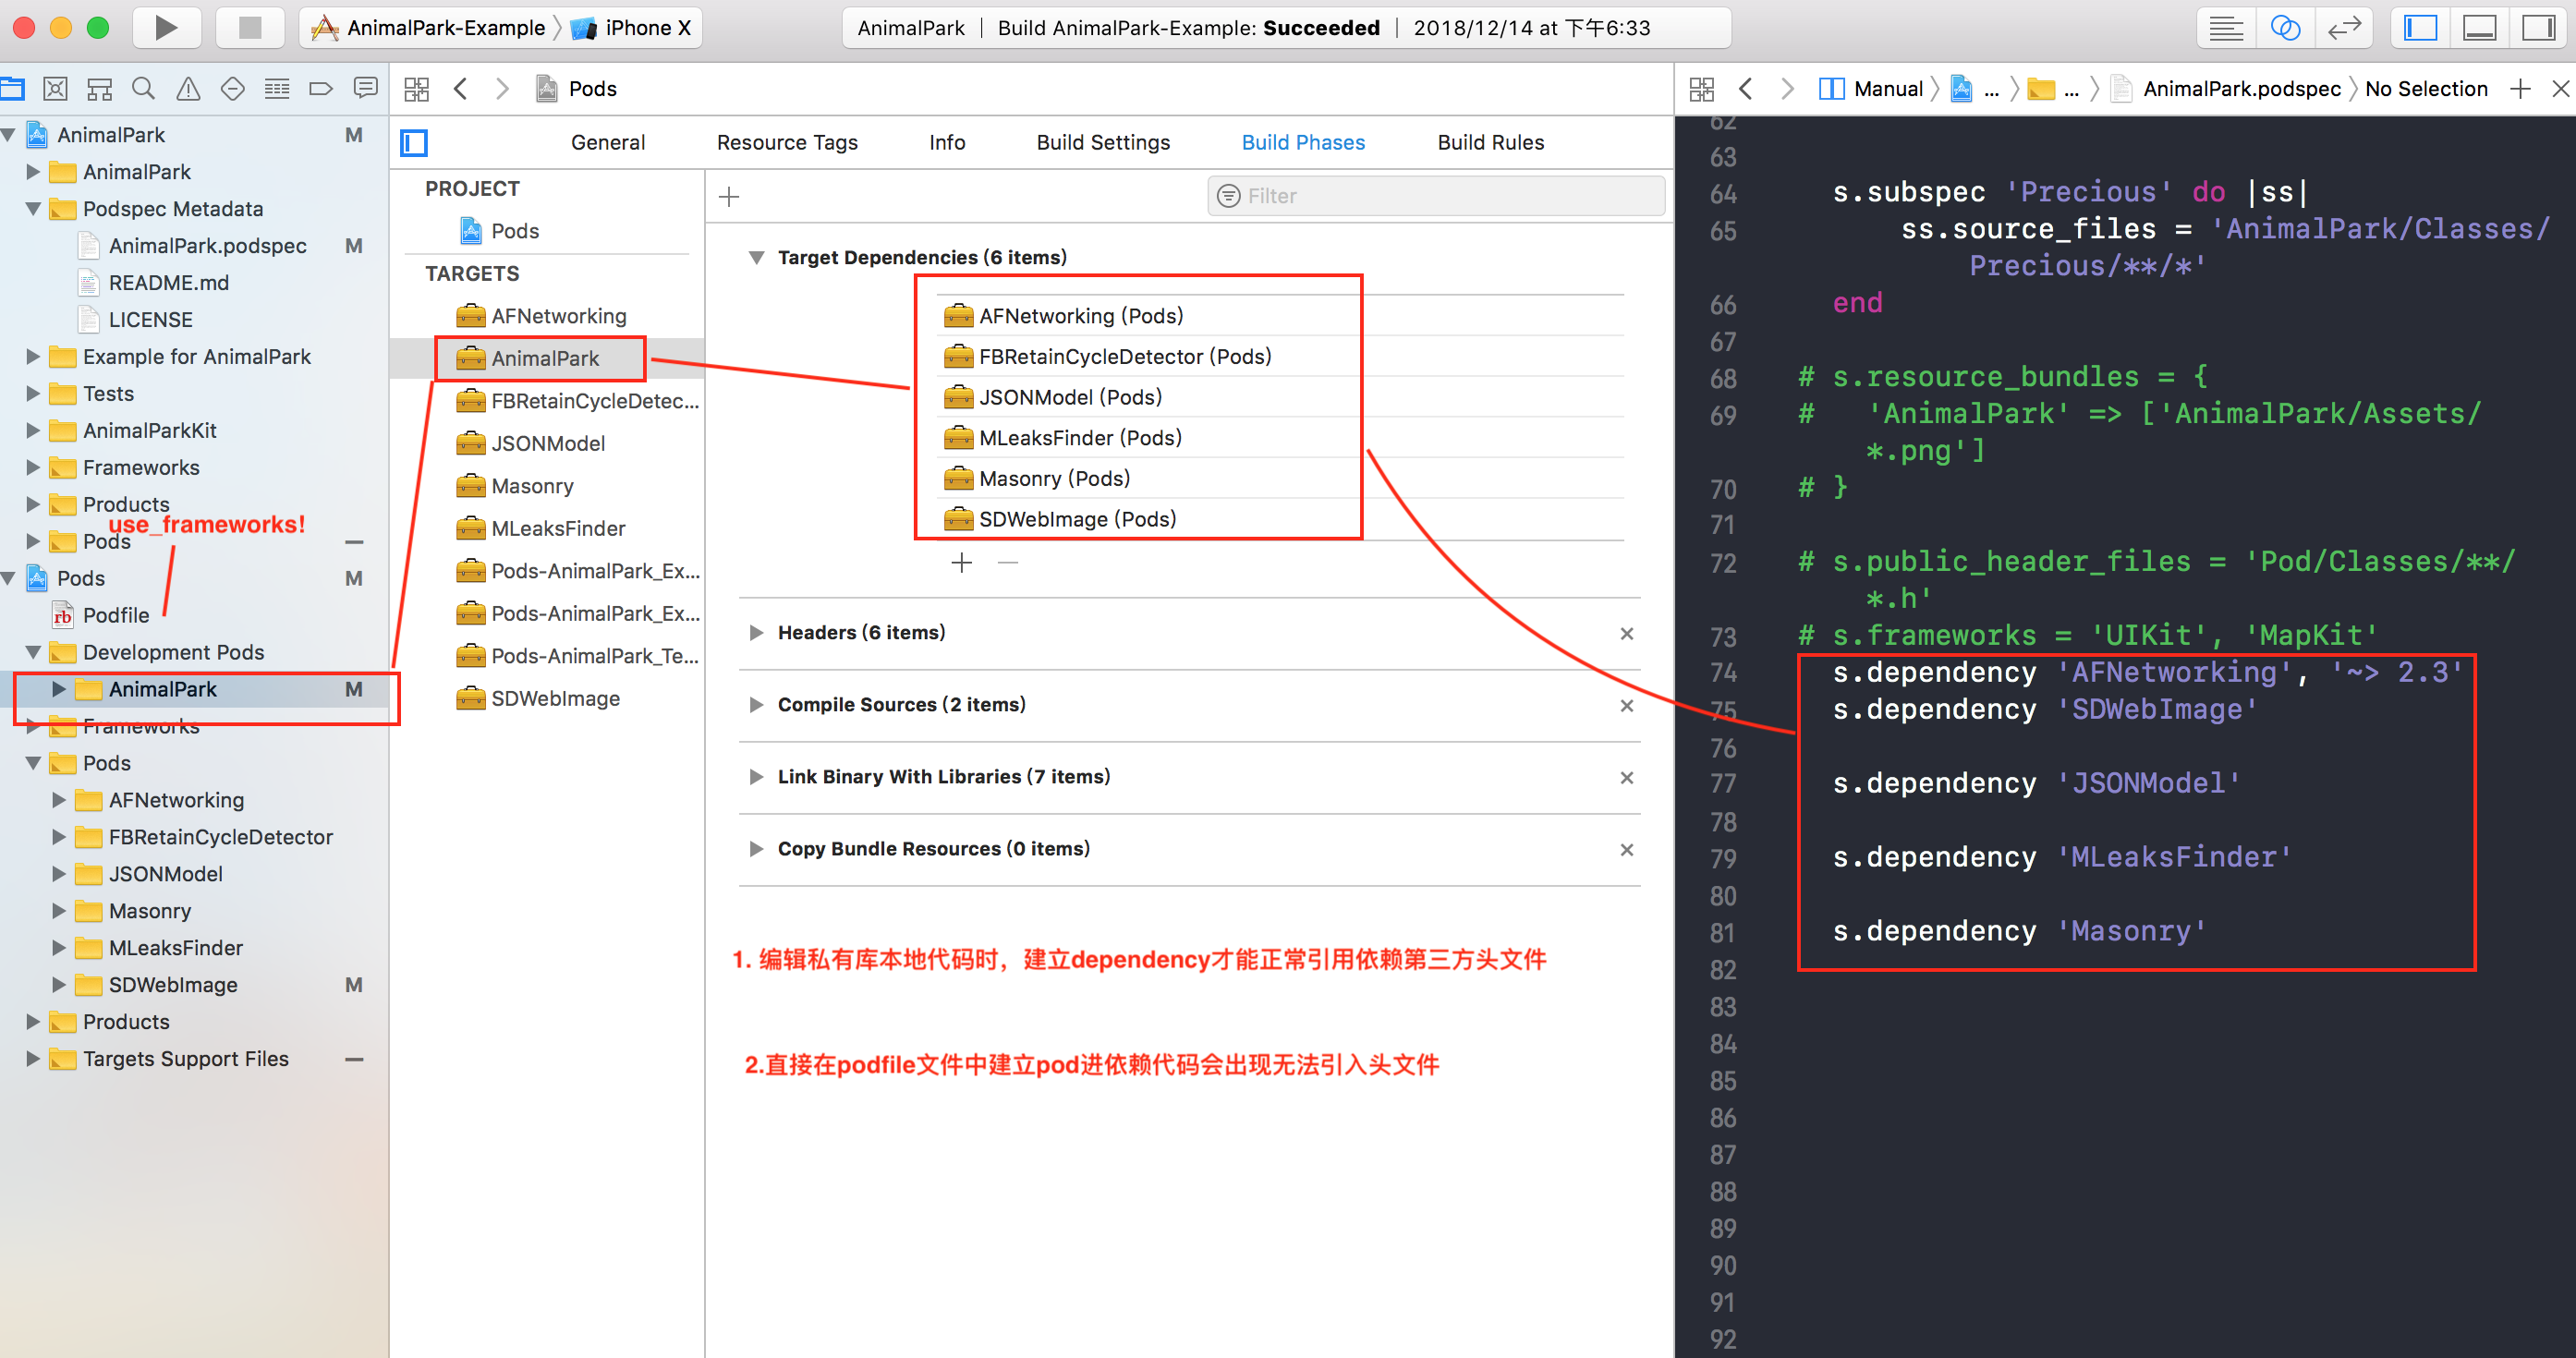 AnimalPark-Example
iPhone X
AnimalPark | Build AnimalPark-Example: Succeeded | 2018/12/14 at 下午6:33
Pods
Manual
...
...
AnimalPark.podspec
No Selection
AnimalPark M
AnimalPark
Podspec Metadata
AnimalPark.podspec M
README.md
LICENSE
Example for AnimalPark
Tests
AnimalParkKit
Frameworks
Products
use_frameworks!
Pods
Pods M
Podfile
Development Pods
AnimalPark M
Frameworks
Pods
AFNetworking
FBRetainCycleDetector
JSONModel
Masonry
MLeaksFinder
SDWebImage M
Products
Targets Support Files
General
Resource Tags
Info
Build Settings
Build Phases
Build Rules
PROJECT
Pods
TARGETS
AFNetworking
AnimalPark
FBRetainCycleDetec...
JSONModel
Masonry
MLeaksFinder
Pods-AnimalPark_Ex...
Pods-AnimalPark_Ex...
Pods-AnimalPark_Te...
SDWebImage
Filter
Target Dependencies (6 items)
AFNetworking (Pods)
FBRetainCycleDetector (Pods)
JSONModel (Pods)
MLeaksFinder (Pods)
Masonry (Pods)
SDWebImage (Pods)
Headers (6 items)
Compile Sources (2 items)
Link Binary With Libraries (7 items)
Copy Bundle Resources (0 items)
1. 编辑私有库本地代码时，建立dependency才能正常引用依赖第三方头文件
2.直接在podfile文件中建立pod进依赖代码会出现无法引入头文件
62
63
64 s.subspec 'Precious' do |ss|
65 ss.source_files = 'AnimalPark/Classes/
Precious/**/*'
66 end
67
68 # s.resource_bundles = {
69 # 'AnimalPark' => ['AnimalPark/Assets/
*.png']
70 # }
71
72 # s.public_header_files = 'Pod/Classes/**/
*.h'
73 # s.frameworks = 'UIKit', 'MapKit'
74 s.dependency 'AFNetworking', '~> 2.3'
75 s.dependency 'SDWebImage'
76
77 s.dependency 'JSONModel'
78
79 s.dependency 'MLeaksFinder'
80
81 s.dependency 'Masonry'
82
83
84
85
86
87
88
89
90
91
92